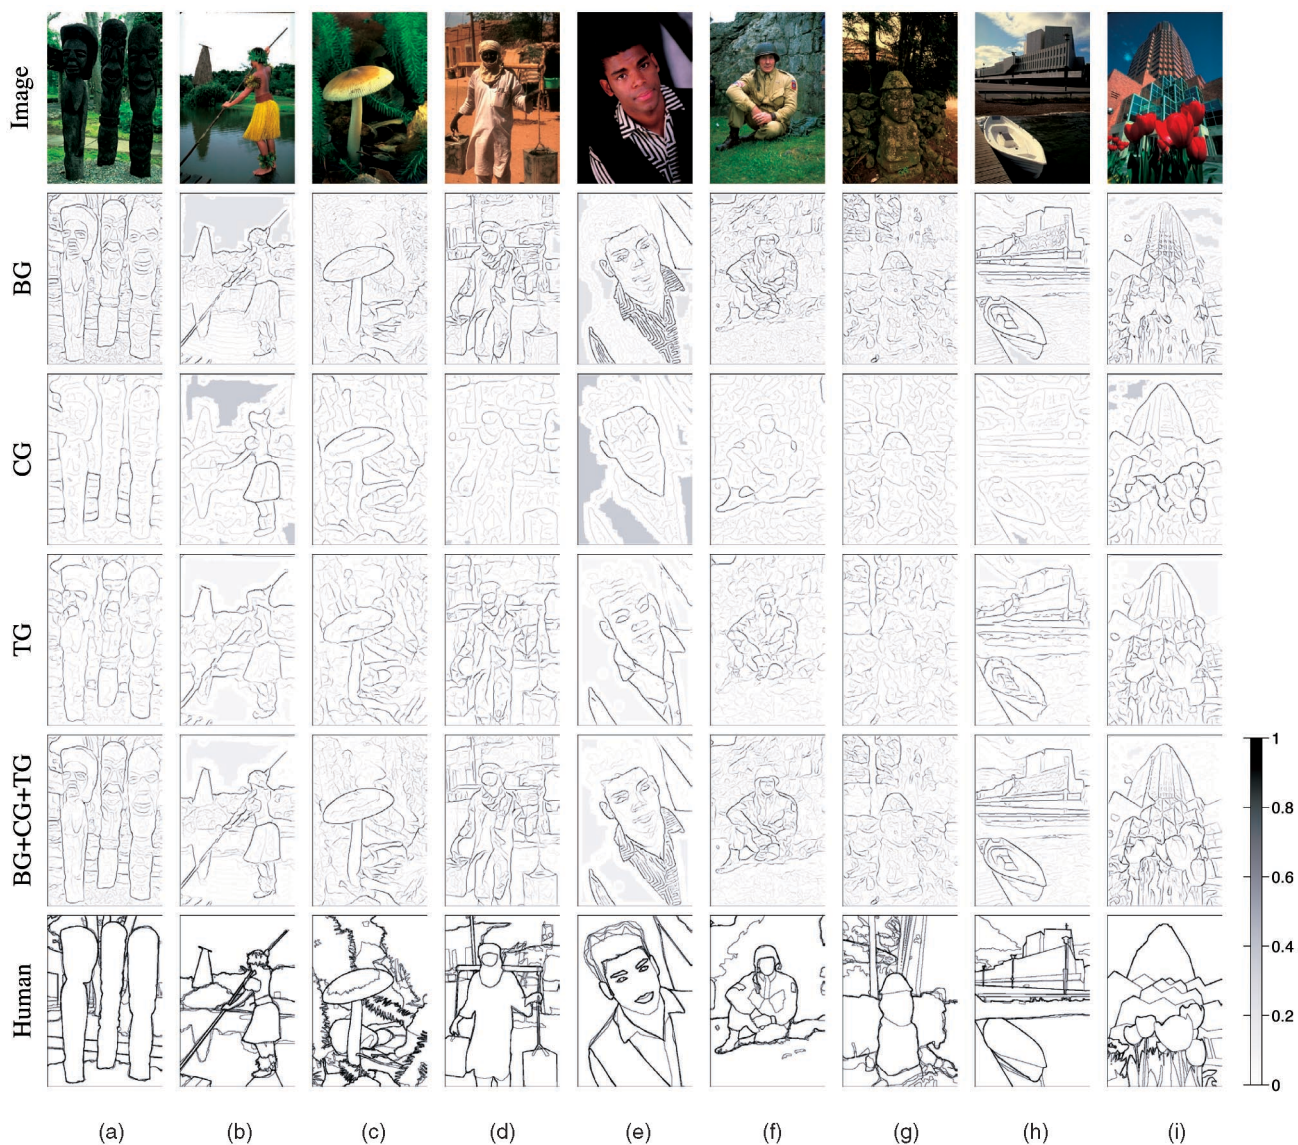 Image
BG
CG
TG
BG+CG+TG
1
0.8
0.6
0.4
0.2
0
Human
(a) (b) (c) (d) (e) (f) (g) (h) (i)